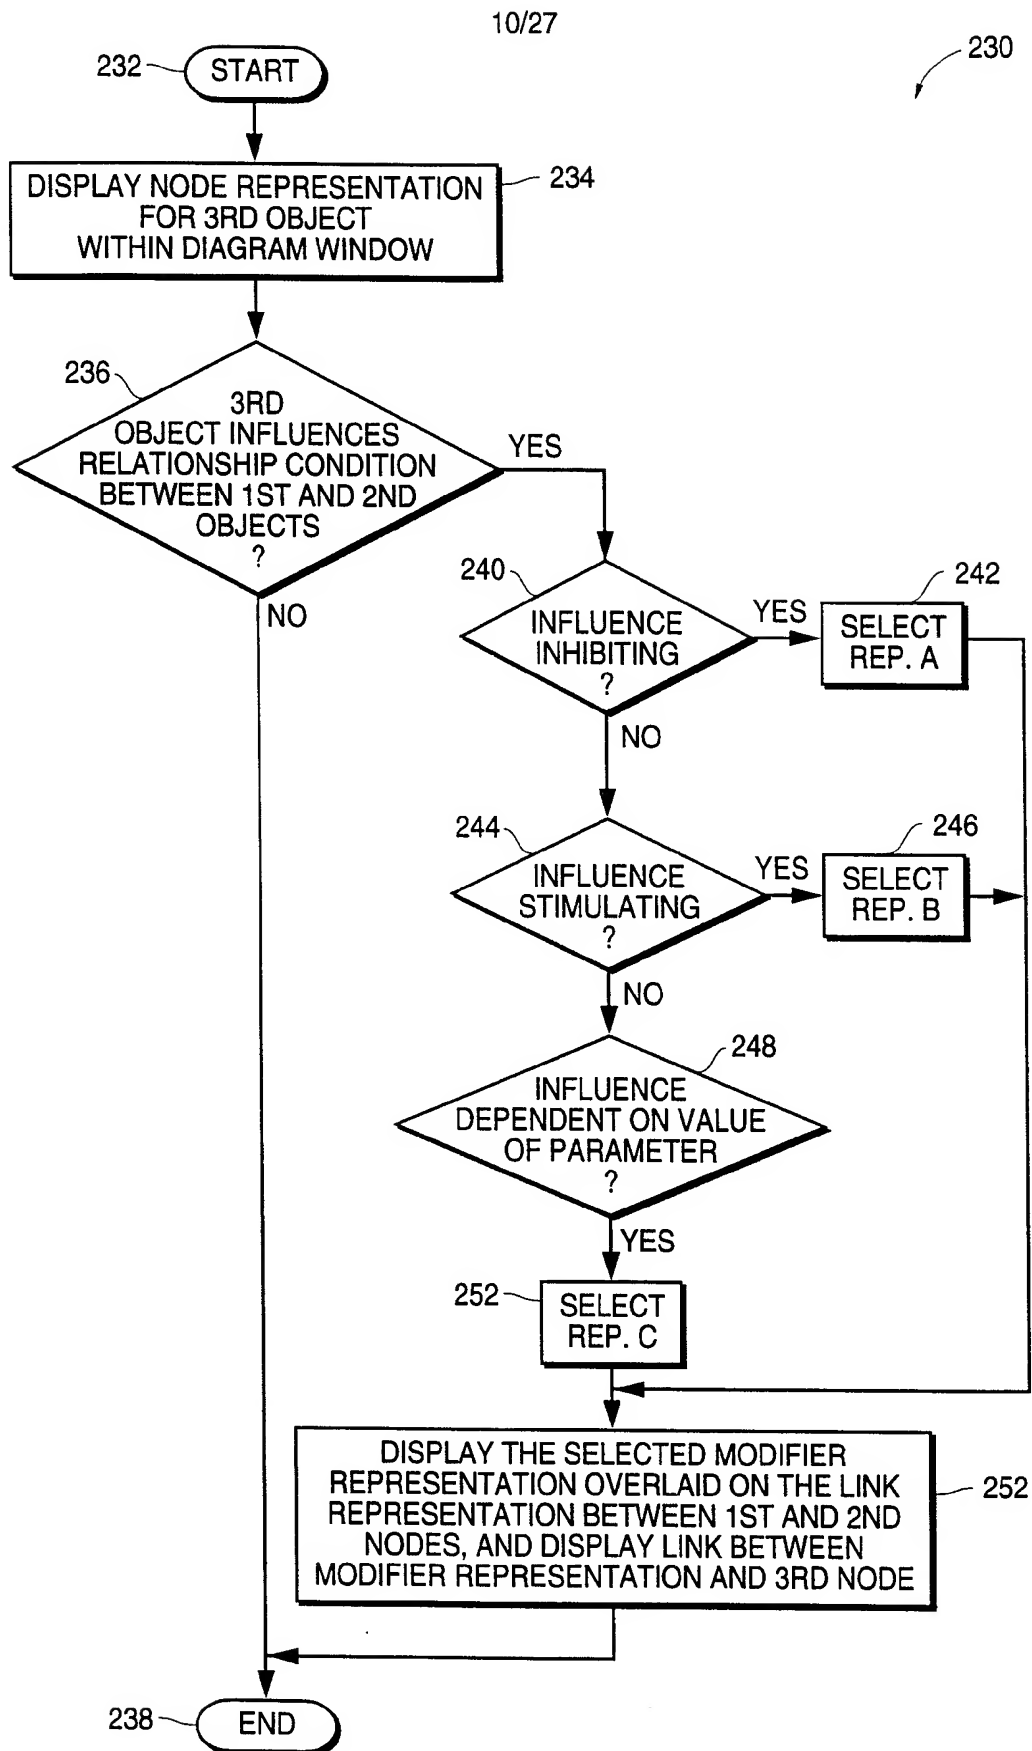 10/27
230
232
START
DISPLAY NODE REPRESENTATION
FOR 3RD OBJECT
WITHIN DIAGRAM WINDOW
234
236
3RD
OBJECT INFLUENCES
RELATIONSHIP CONDITION
BETWEEN 1ST AND 2ND
OBJECTS
?
YES
NO
240
INFLUENCE
INHIBITING
?
YES
242
SELECT
REP. A
NO
244
INFLUENCE
STIMULATING
?
YES
246
SELECT
REP. B
NO
248
INFLUENCE
DEPENDENT ON VALUE
OF PARAMETER
?
YES
252
SELECT
REP. C
DISPLAY THE SELECTED MODIFIER
REPRESENTATION OVERLAID ON THE LINK
REPRESENTATION BETWEEN 1ST AND 2ND
NODES, AND DISPLAY LINK BETWEEN
MODIFIER REPRESENTATION AND 3RD NODE
252
238
END